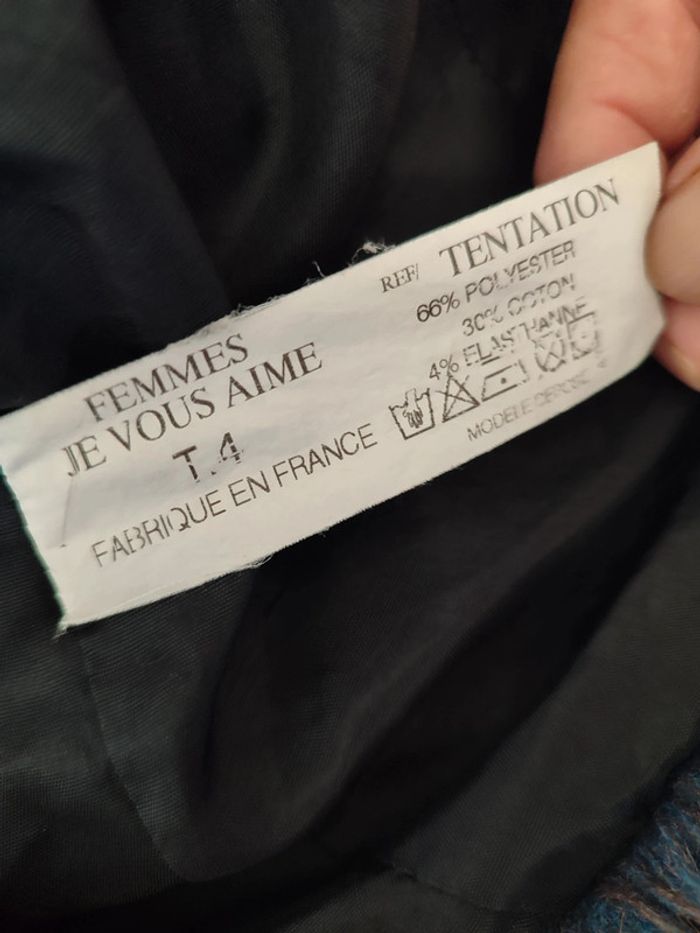 FEMMES
JE VOUS AIME
T.4
FABRIQUE EN FRANCE
REF/ TENTATION
66% POLYESTER
30% COTON
4% ELASTHANNE
MODELE DEPOSE